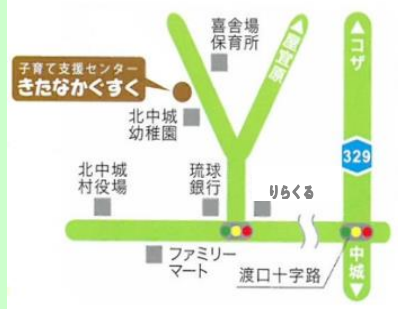 喜舎場
保育所
▲屋宜原
▲コザ
子育て支援センター
きたなかぐすく
北中城
幼稚園
329
北中城
村役場
琉球
銀行
りらくる
ファミリー
マート
渡口十字路
中城▼